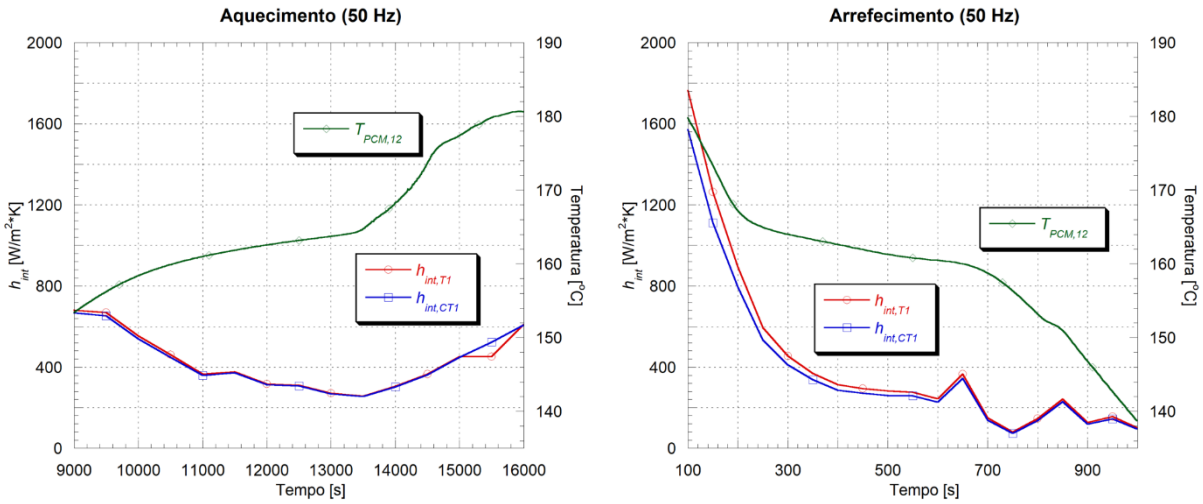 Aquecimento (50 Hz)
2000
1600
1200
800
400
0
h_int [W/m²*K]
190
180
170
160
150
140
Temperatura [°C]
T_PCM,12
h_int,T1
h_int,CT1
9000 10000 11000 12000 13000 14000 15000 16000
Tempo [s]
Arrefecimento (50 Hz)
2000
1600
1200
800
400
0
h_int [W/m²*K]
190
180
170
160
150
140
Temperatura [°C]
T_PCM,12
h_int,T1
h_int,CT1
100 300 500 700 900
Tempo [s]